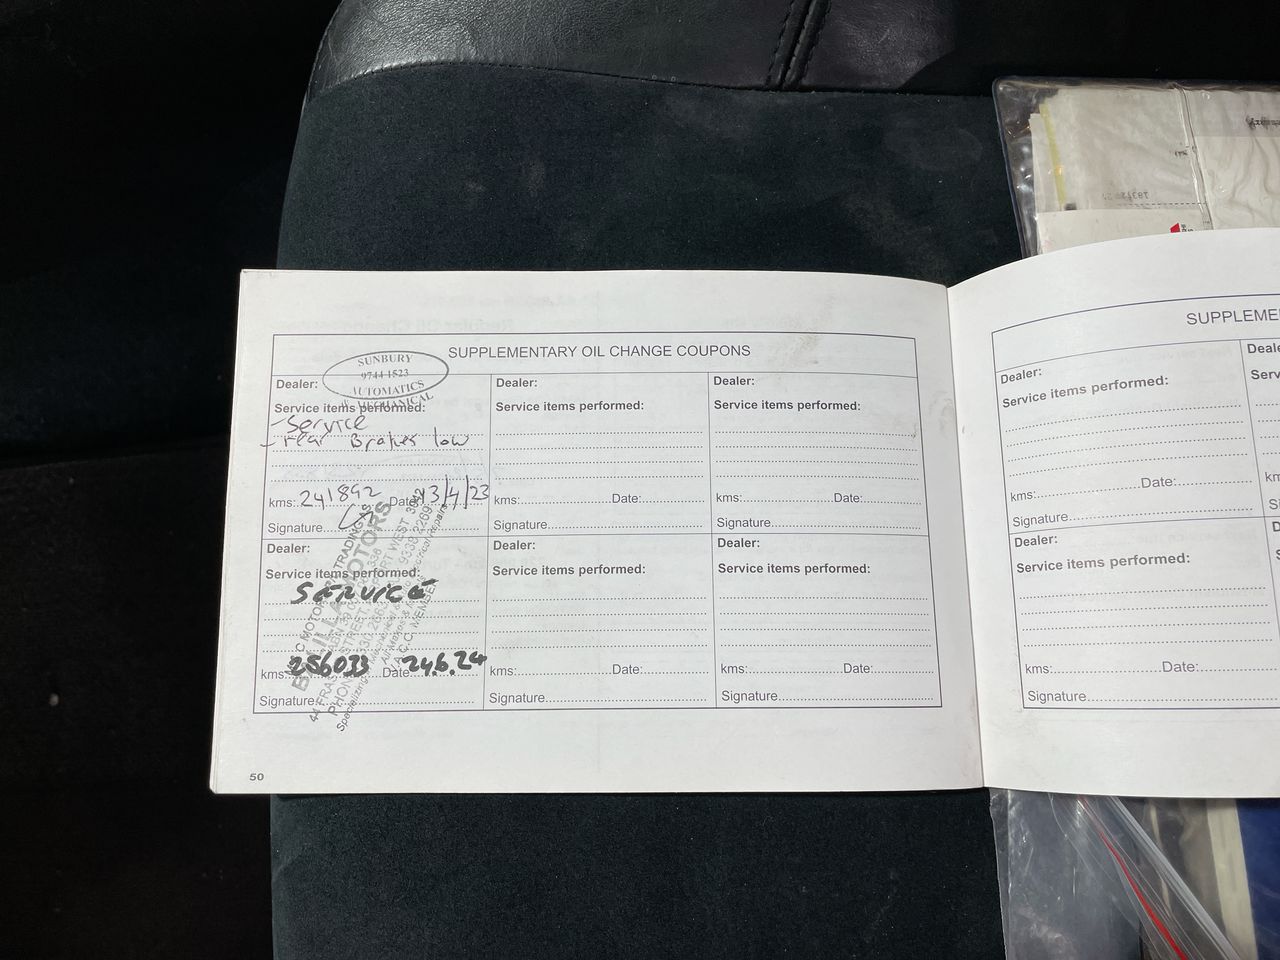 SUPPLEMENTARY OIL CHANGE COUPONS
SUNBURY
9744 1523
AUTOMATICS
& MECHANICAL
Dealer:
Service items performed:
- Service
- rear Brakes low
kms: 241892 Date: 13/4/23
Signature
Dealer:
Service items performed:
kms: Date:
Signature
Dealer:
Service items performed:
kms: Date:
Signature
Dealer:
Service items performed:
SERVICE
kms: 256033 Date: 24.6.24
Signature
MOTORS
Dealer:
Service items performed:
kms: Date:
Signature
Dealer:
Service items performed:
kms: Date:
Signature
50
SUPPLEME
Dealer:
Service items performed:
kms: Date:
Signature
Dealer:
Service items performed:
kms: Date:
Signature